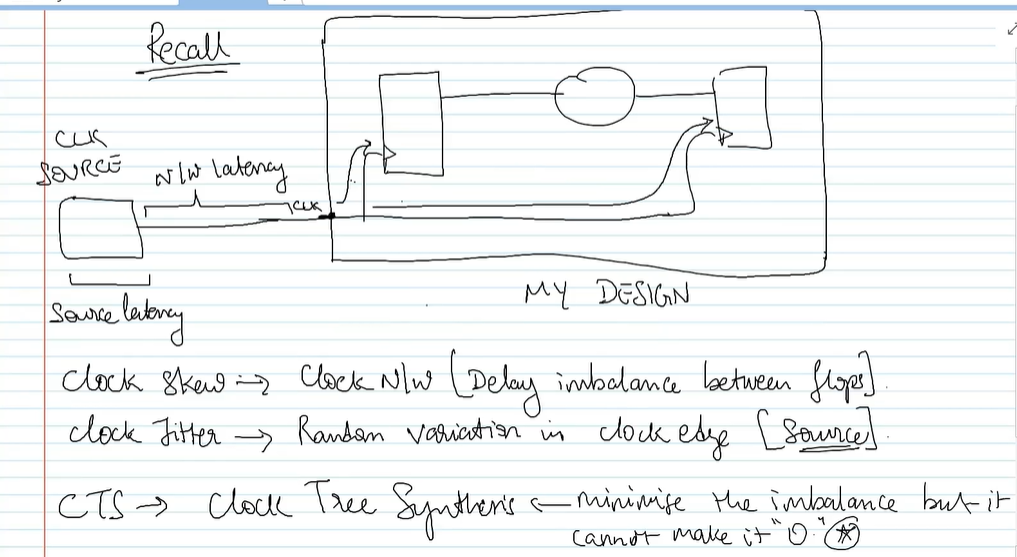 Recall
CLK
SOURCE
N/W latency
CLK
Source latency
MY DESIGN
Clock Skew → Clock N/W [Delay imbalance between flops].
clock Jitter → Random variation in clock edge [Source].
CTS → Clock Tree Synthesis ← minimise the imbalance but it
cannot make it "0."